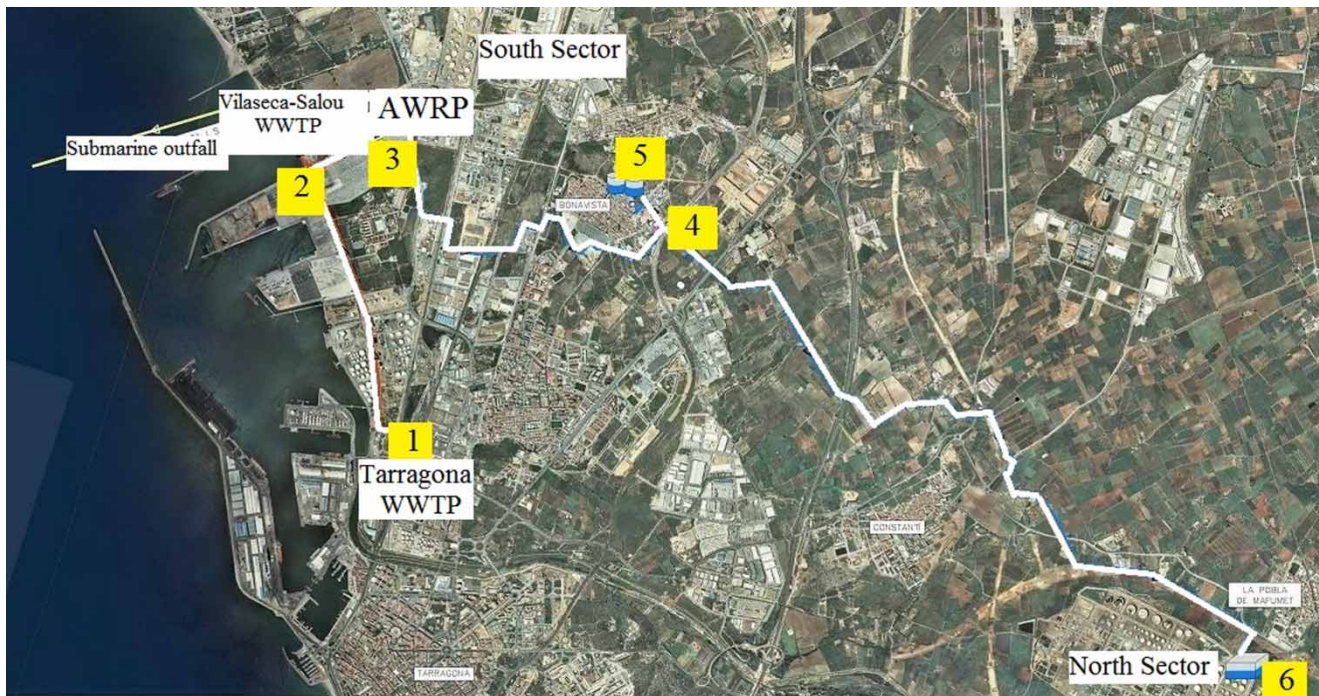 South Sector
Vilaseca-Salou
WWTP
AWRP
Submarine outfall
5
3
2
BONAVISTA
4
1
Tarragona
WWTP
CONSTANTÍ
LA POBLA
DE MAFUMET
North Sector
6
TARRAGONA